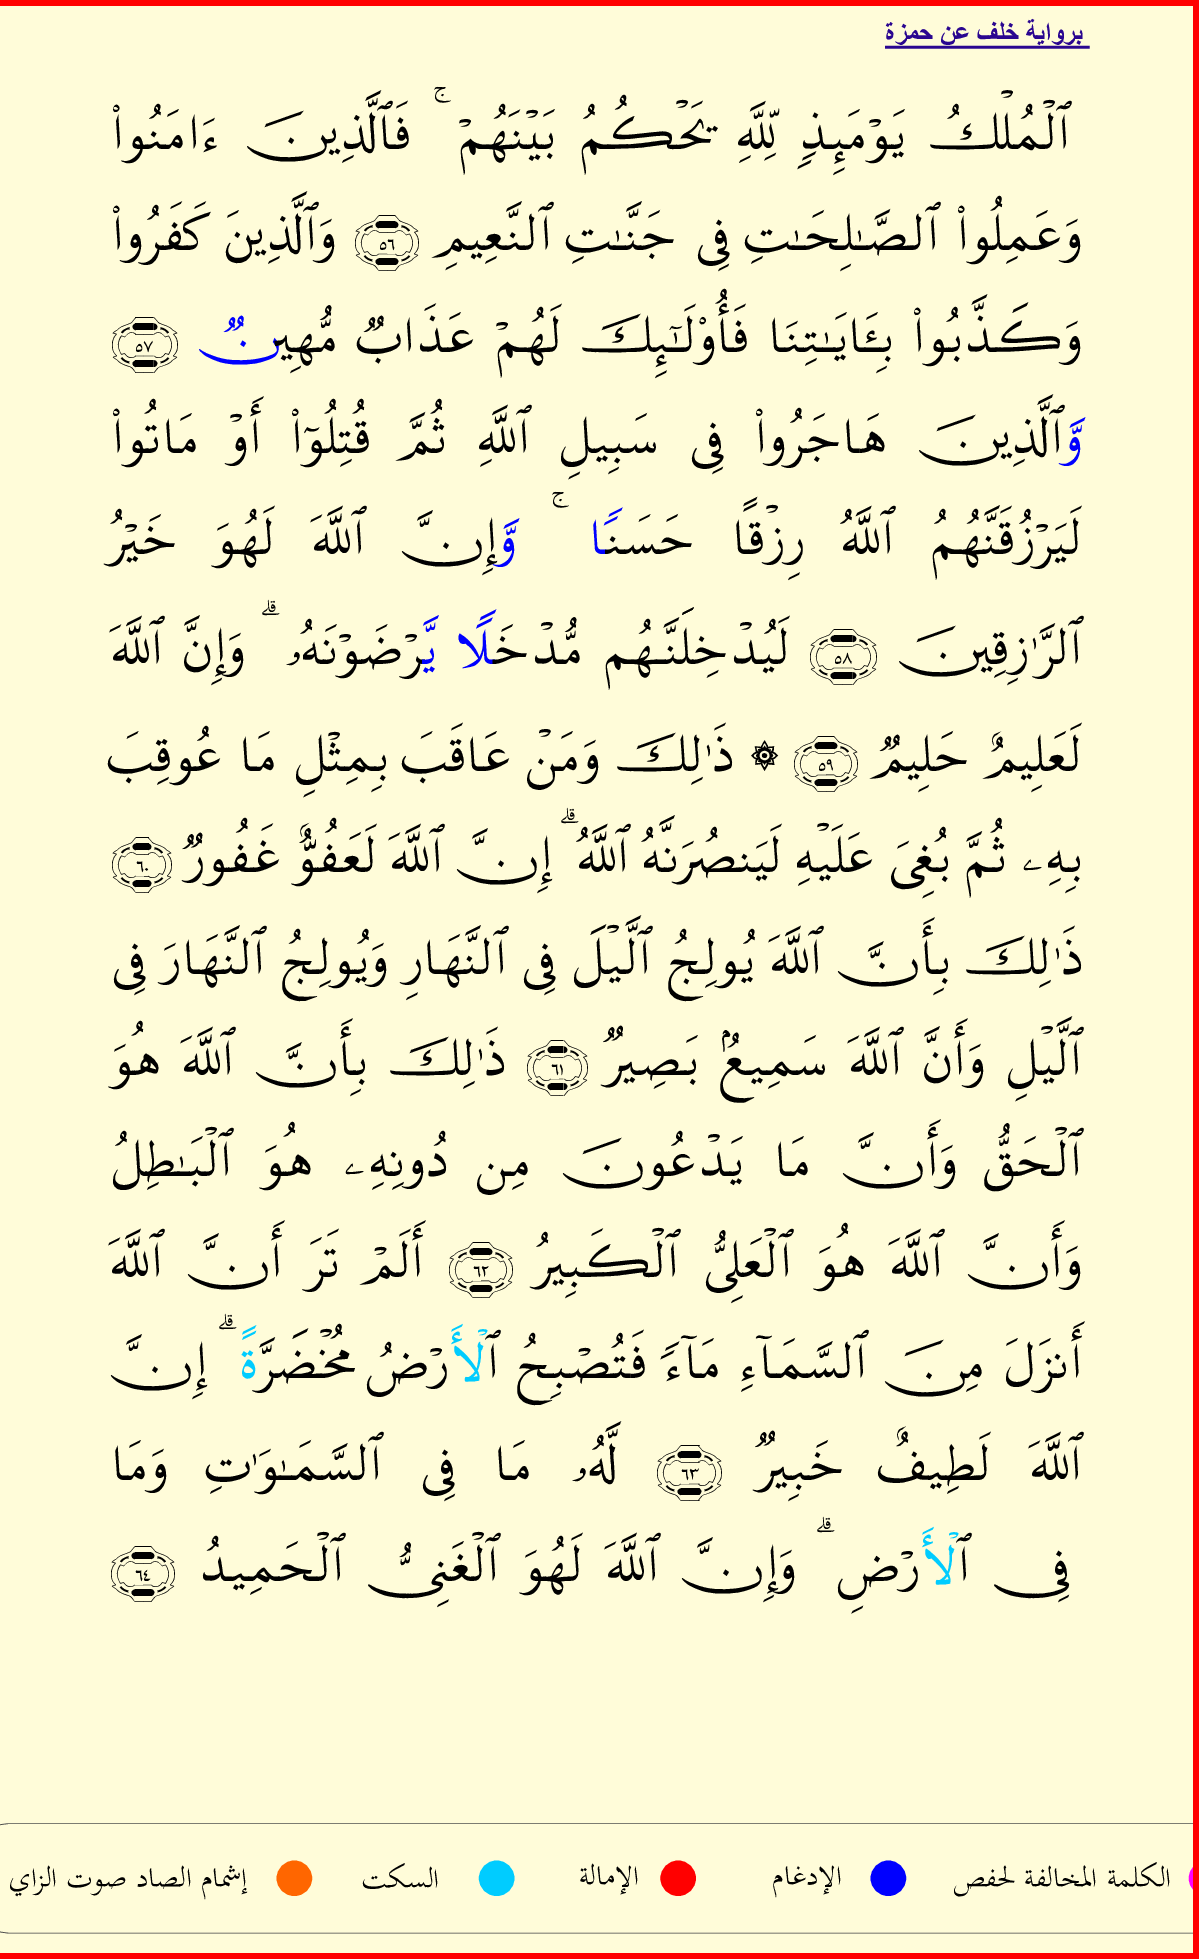 برواية خلف عن حمزة
ٱلۡمُلۡكُ يَوۡمَئِذٖ لِّلَّهِ يَحۡكُمُ بَيۡنَهُمۡۚ فَٱلَّذِينَ ءَامَنُواْ
وَعَمِلُواْ ٱلصَّٰلِحَٰتِ فِي جَنَّٰتِ ٱلنَّعِيمِ ٥٦ وَٱلَّذِينَ كَفَرُواْ
وَكَذَّبُواْ بِـَٔايَٰتِنَا فَأُوْلَٰٓئِكَ لَهُمۡ عَذَابٞ مُّهِينٞ ٥٧
وَّٱلَّذِينَ هَاجَرُواْ فِي سَبِيلِ ٱللَّهِ ثُمَّ قُتِلُوٓاْ أَوۡ مَاتُواْ
لَيَرۡزُقَنَّهُمُ ٱللَّهُ رِزۡقًا حَسَنٗاۚ وَّإِنَّ ٱللَّهَ لَهُوَ خَيۡرُ
ٱلرَّٰزِقِينَ ٥٨ لَيُدۡخِلَنَّهُم مُّدۡخَلٗا يَّرۡضَوۡنَهُۥۗ وَإِنَّ ٱللَّهَ
لَعَلِيمٌ حَلِيمٞ ٥٩ ۞ ذَٰلِكَ وَمَنۡ عَاقَبَ بِمِثۡلِ مَا عُوقِبَ
بِهِۦ ثُمَّ بُغِيَ عَلَيۡهِ لَيَنصُرَنَّهُ ٱللَّهُۗ إِنَّ ٱللَّهَ لَعَفُوٌّ غَفُورٞ ٦٠
ذَٰلِكَ بِأَنَّ ٱللَّهَ يُولِجُ ٱلَّيۡلَ فِي ٱلنَّهَارِ وَيُولِجُ ٱلنَّهَارَ فِي
ٱلَّيۡلِ وَأَنَّ ٱللَّهَ سَمِيعُۢ بَصِيرٞ ٦١ ذَٰلِكَ بِأَنَّ ٱللَّهَ هُوَ
ٱلۡحَقُّ وَأَنَّ مَا يَدۡعُونَ مِن دُونِهِۦ هُوَ ٱلۡبَٰطِلُ
وَأَنَّ ٱللَّهَ هُوَ ٱلۡعَلِيُّ ٱلۡكَبِيرُ ٦٢ أَلَمۡ تَرَ أَنَّ ٱللَّهَ
أَنزَلَ مِنَ ٱلسَّمَآءِ مَآءٗ فَتُصۡبِحُ ٱلۡأَرۡضُ مُخۡضَرَّةًۗ إِنَّ
ٱللَّهَ لَطِيفٌ خَبِيرٞ ٦٣ لَّهُۥ مَا فِي ٱلسَّمَٰوَٰتِ وَمَا
فِي ٱلۡأَرۡضِۗ وَإِنَّ ٱللَّهَ لَهُوَ ٱلۡغَنِيُّ ٱلۡحَمِيدُ ٦٤
الكلمة المخالفة لحفص الإدغام الإمالة السكت إشمام الصاد صوت الزاي